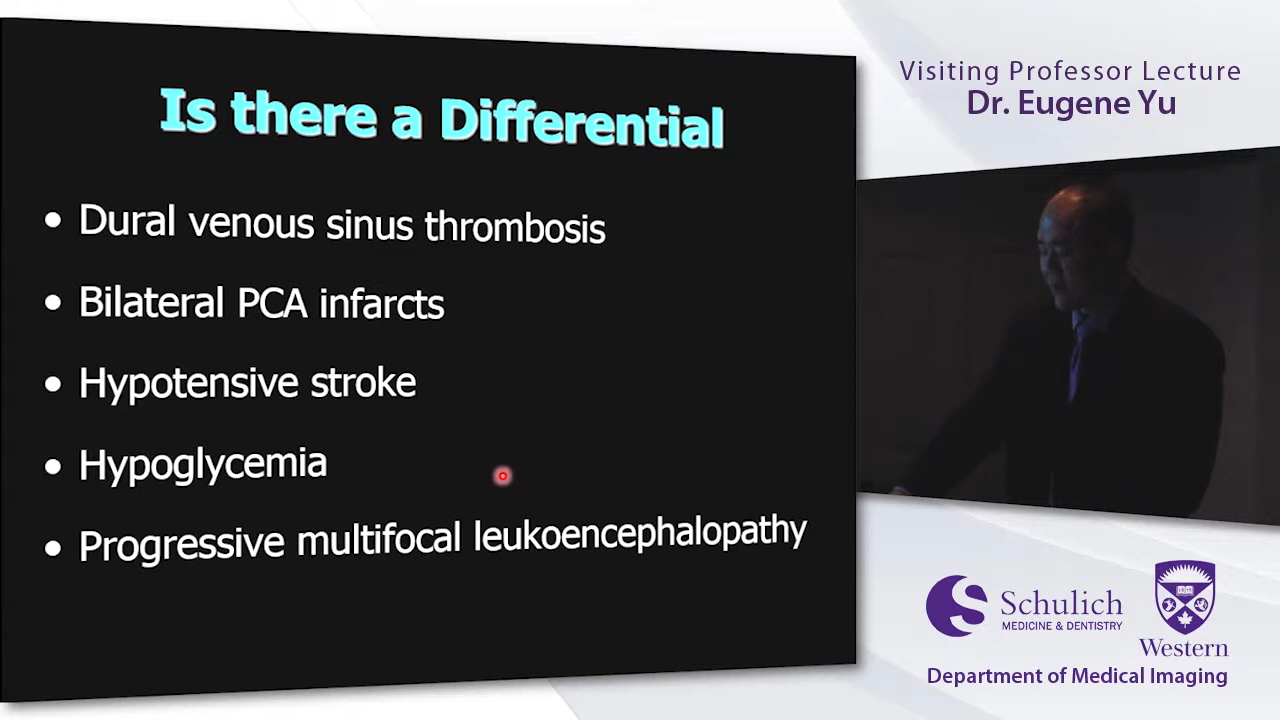 Is there a Differential
• Dural venous sinus thrombosis
• Bilateral PCA infarcts
• Hypotensive stroke
• Hypoglycemia
• Progressive multifocal leukoencephalopathy
Visiting Professor Lecture
Dr. Eugene Yu
Schulich
MEDICINE & DENTISTRY
Western
Department of Medical Imaging